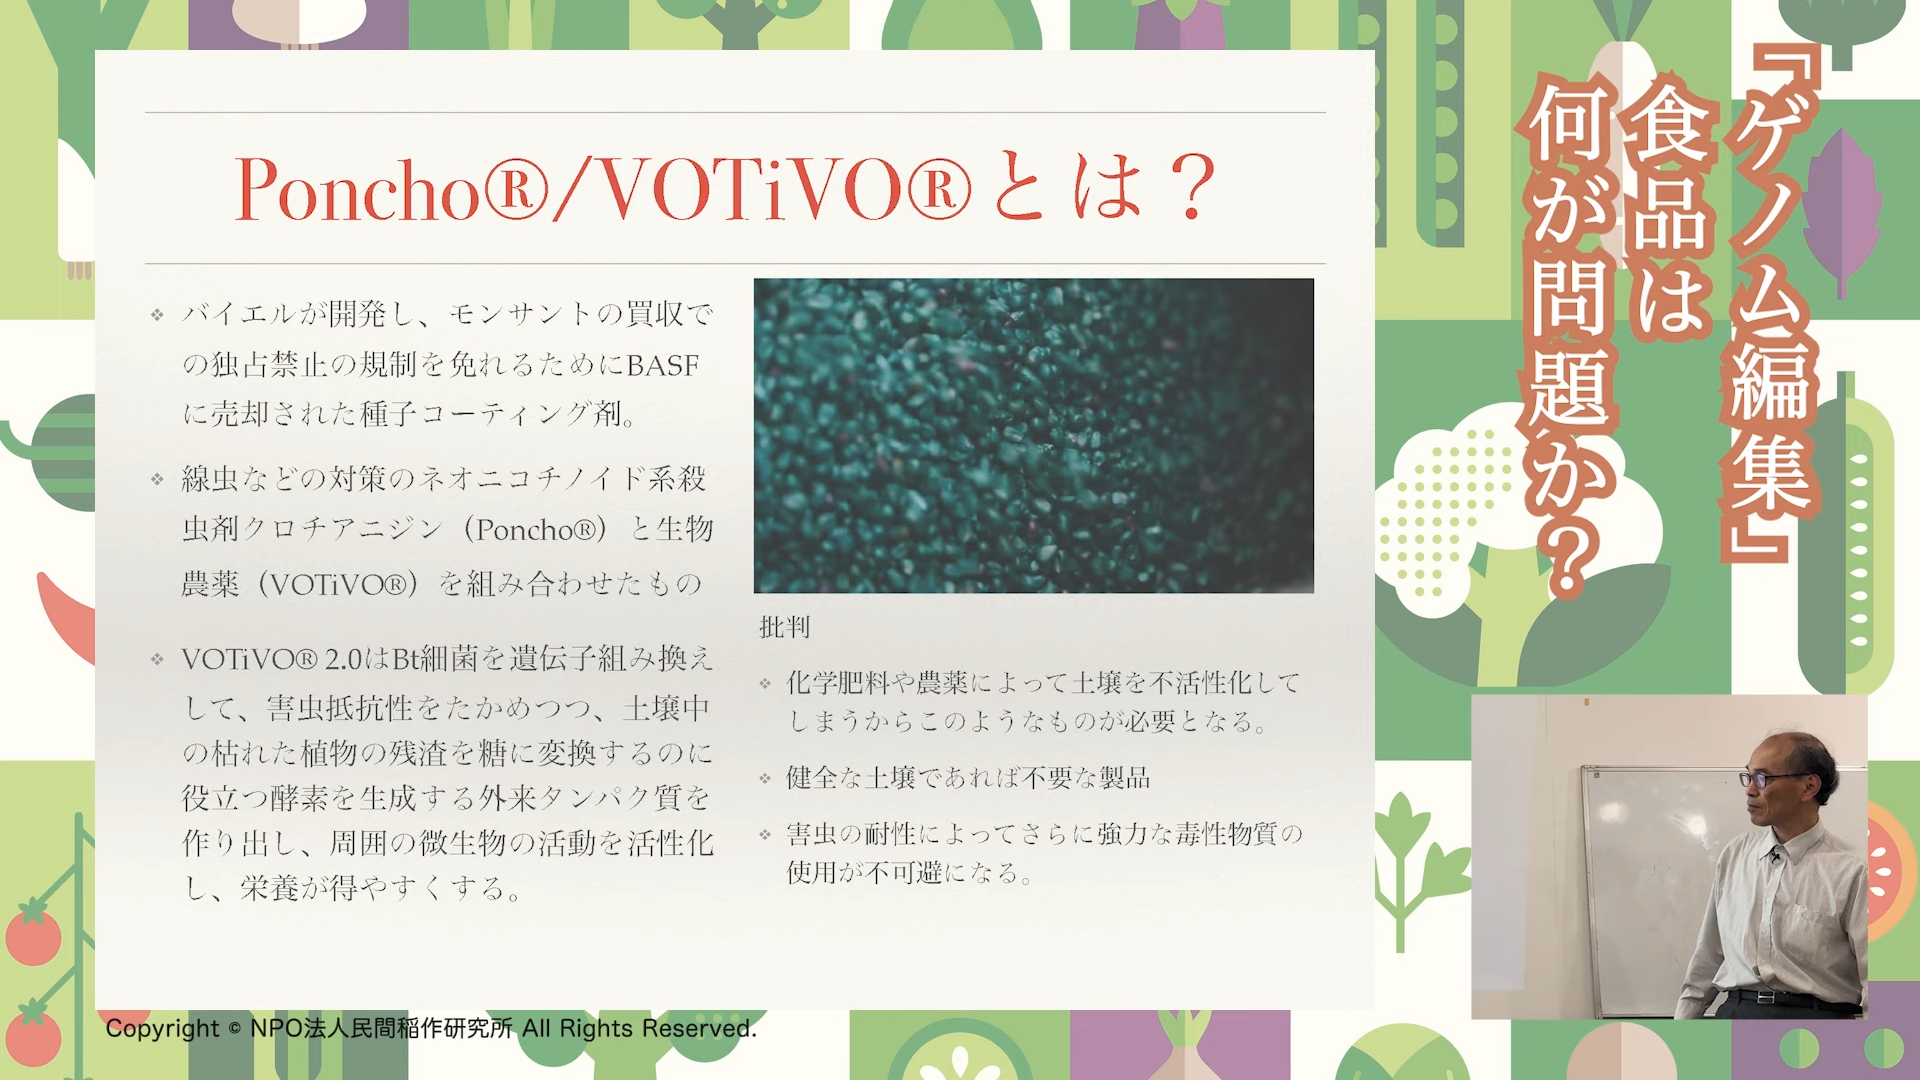 Poncho®/VOTiVO®とは？
バイエルが開発し、モンサントの買収で
の独占禁止の規制を免れるためにBASF
に売却された種子コーティング剤。
線虫などの対策のネオニコチノイド系殺
虫剤クロチアニジン（Poncho®）と生物
農薬（VOTiVO®）を組み合わせたもの
VOTiVO® 2.0はBt細菌を遺伝子組み換え
して、害虫抵抗性をたかめつつ、土壌中
の枯れた植物の残渣を糖に変換するのに
役立つ酵素を生成する外来タンパク質を
作り出し、周囲の微生物の活動を活性化
し、栄養が得やすくする。
批判
化学肥料や農薬によって土壌を不活性化して
しまうからこのようなものが必要となる。
健全な土壌であれば不要な製品
害虫の耐性によってさらに強力な毒性物質の
使用が不可避になる。
『ゲノム編集』
食品は
何が問題か？
Copyright © NPO法人民間稲作研究所 All Rights Reserved.